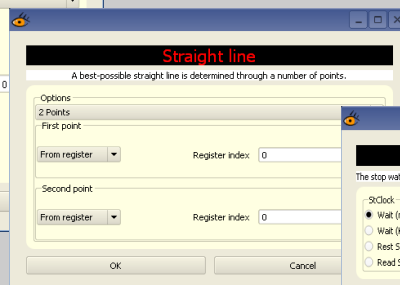 0
Straight line
A best-possible straight line is determined through a number of points.
Options
2 Points
First point
From register
Register index
0
Second point
From register
Register index
0
OK
Cancel
The stop
StClock
Wait
Wait
Rest
Read